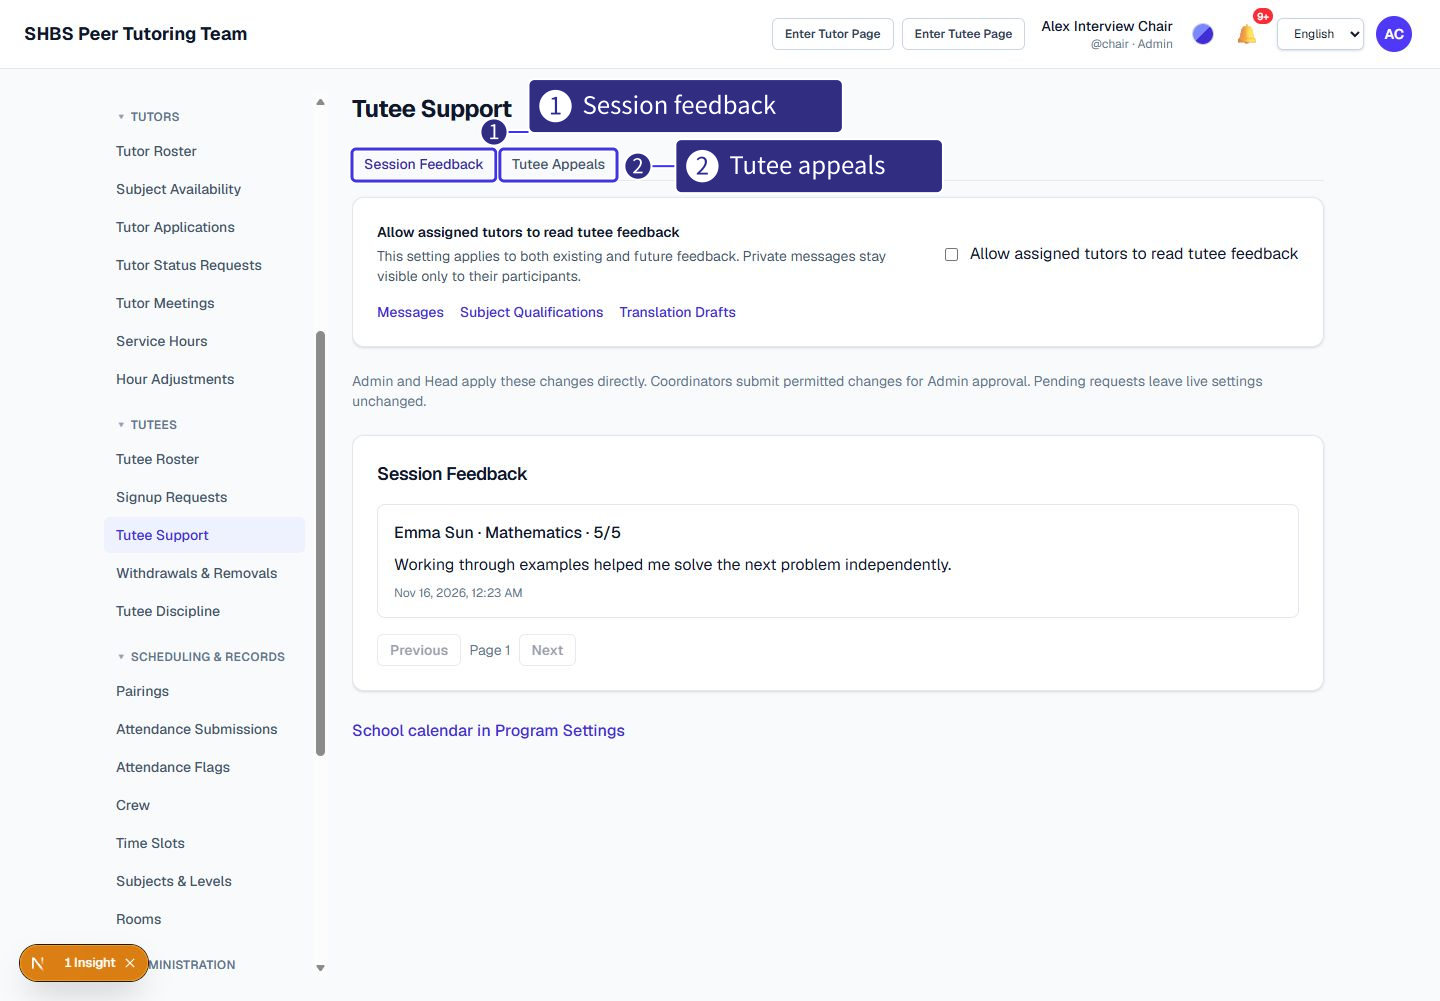 SHBS Peer Tutoring Team
Enter Tutor Page
Enter Tutee Page
Alex Interview Chair
@chair · Admin
9+
English
AC
TUTORS
Tutor Roster
Subject Availability
Tutor Applications
Tutor Status Requests
Tutor Meetings
Service Hours
Hour Adjustments
TUTEES
Tutee Roster
Signup Requests
Tutee Support
Withdrawals & Removals
Tutee Discipline
SCHEDULING & RECORDS
Pairings
Attendance Submissions
Attendance Flags
Crew
Time Slots
Subjects & Levels
Rooms
MINISTRATION
N 1 Insight
Tutee Support
1 Session feedback
1
Session Feedback
Tutee Appeals
2
2 Tutee appeals
Allow assigned tutors to read tutee feedback
This setting applies to both existing and future feedback. Private messages stay
visible only to their participants.
Allow assigned tutors to read tutee feedback
Messages Subject Qualifications Translation Drafts
Admin and Head apply these changes directly. Coordinators submit permitted changes for Admin approval. Pending requests leave live settings
unchanged.
Session Feedback
Emma Sun · Mathematics · 5/5
Working through examples helped me solve the next problem independently.
Nov 16, 2026, 12:23 AM
Previous Page 1 Next
School calendar in Program Settings